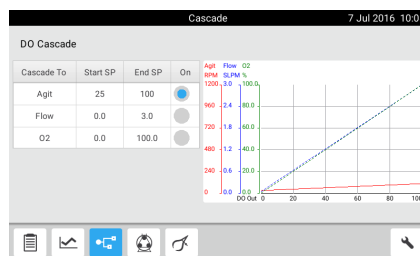 Cascade 7 Jul 2016 10:0
DO Cascade
Cascade To Start SP End SP On
Agit 25 100
Flow 0.0 3.0
O2 0.0 100.0
Agit Flow O2
RPM SLPM %
1200 3.0 100.0
960 2.4 80.0
720 1.8 60.0
480 1.2 40.0
240 0.6 20.0
0 0.0 0.0
DO Out 0 20 40 60 80 100